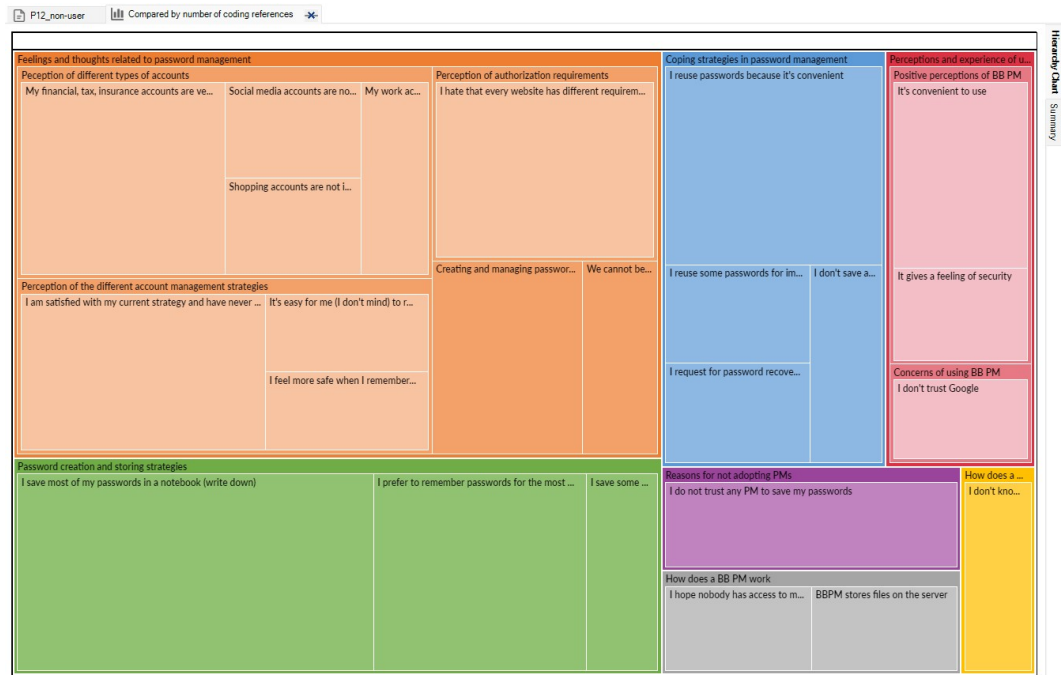 P12_non-user
Compared by number of coding references
Hierarchy Chart
Summary
Feelings and thoughts related to password management
Peception of different types of accounts
My financial, tax, insurance accounts are ve...
Social media accounts are no...
My work ac...
Shopping accounts are not i...
Perception of authorization requirements
I hate that every website has different requirem...
Creating and managing passwor...
We cannot be...
Perception of the different account management strategies
I am satisfied with my current strategy and have never ...
It's easy for me (I don't mind) to r...
I feel more safe when I remember...
Coping strategies in password management
I reuse passwords because it's convenient
I reuse some passwords for im...
I don't save a...
I request for password recove...
Perceptions and experience of u...
Positive perceptions of BB PM
It's convenient to use
It gives a feeling of security
Concerns of using BB PM
I don't trust Google
Password creation and storing strategies
I save most of my passwords in a notebook (write down)
I prefer to remember passwords for the most ...
I save some ...
Reasons for not adopting PMs
I do not trust any PM to save my passwords
How does a ...
I don't kno...
How does a BB PM work
I hope nobody has access to m...
BBPM stores files on the server